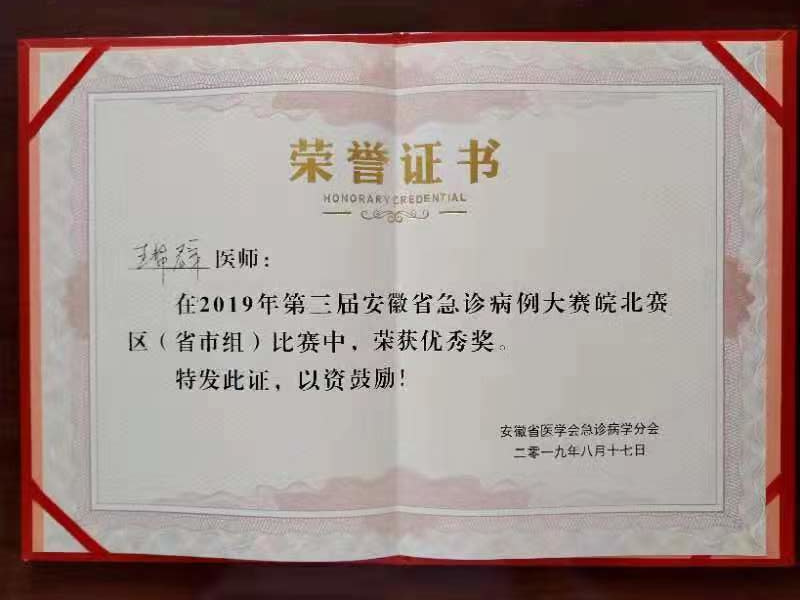 荣誉证书
HONORARY CREDENTIAL
医师：
在2019年第三届安徽省急诊病例大赛皖北赛
区（省市组）比赛中，荣获优秀奖。
特发此证，以资鼓励！
安徽省医学会急诊病学分会
二零一九年八月十七日